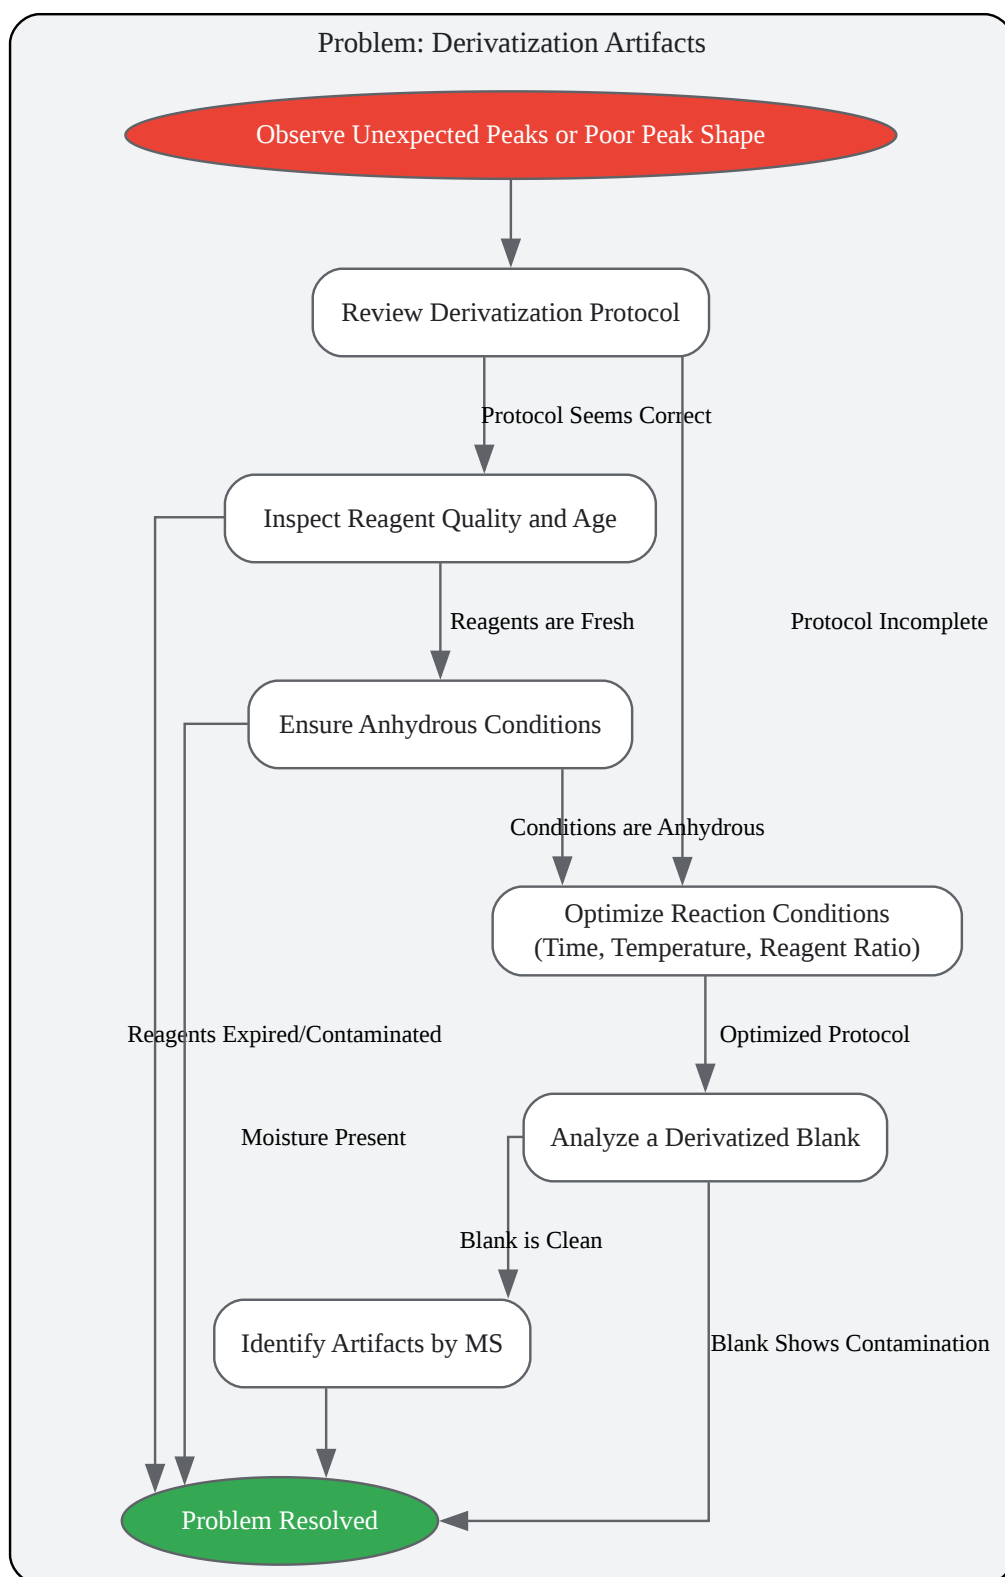 Problem: Derivatization Artifacts
Observe Unexpected Peaks or Poor Peak Shape
Review Derivatization Protocol
Protocol Seems Correct
Inspect Reagent Quality and Age
Reagents are Fresh
Protocol Incomplete
Ensure Anhydrous Conditions
Conditions are Anhydrous
Optimize Reaction Conditions
(Time, Temperature, Reagent Ratio)
Reagents Expired/Contaminated
Optimized Protocol
Moisture Present
Analyze a Derivatized Blank
Blank is Clean
Identify Artifacts by MS
Blank Shows Contamination
Problem Resolved